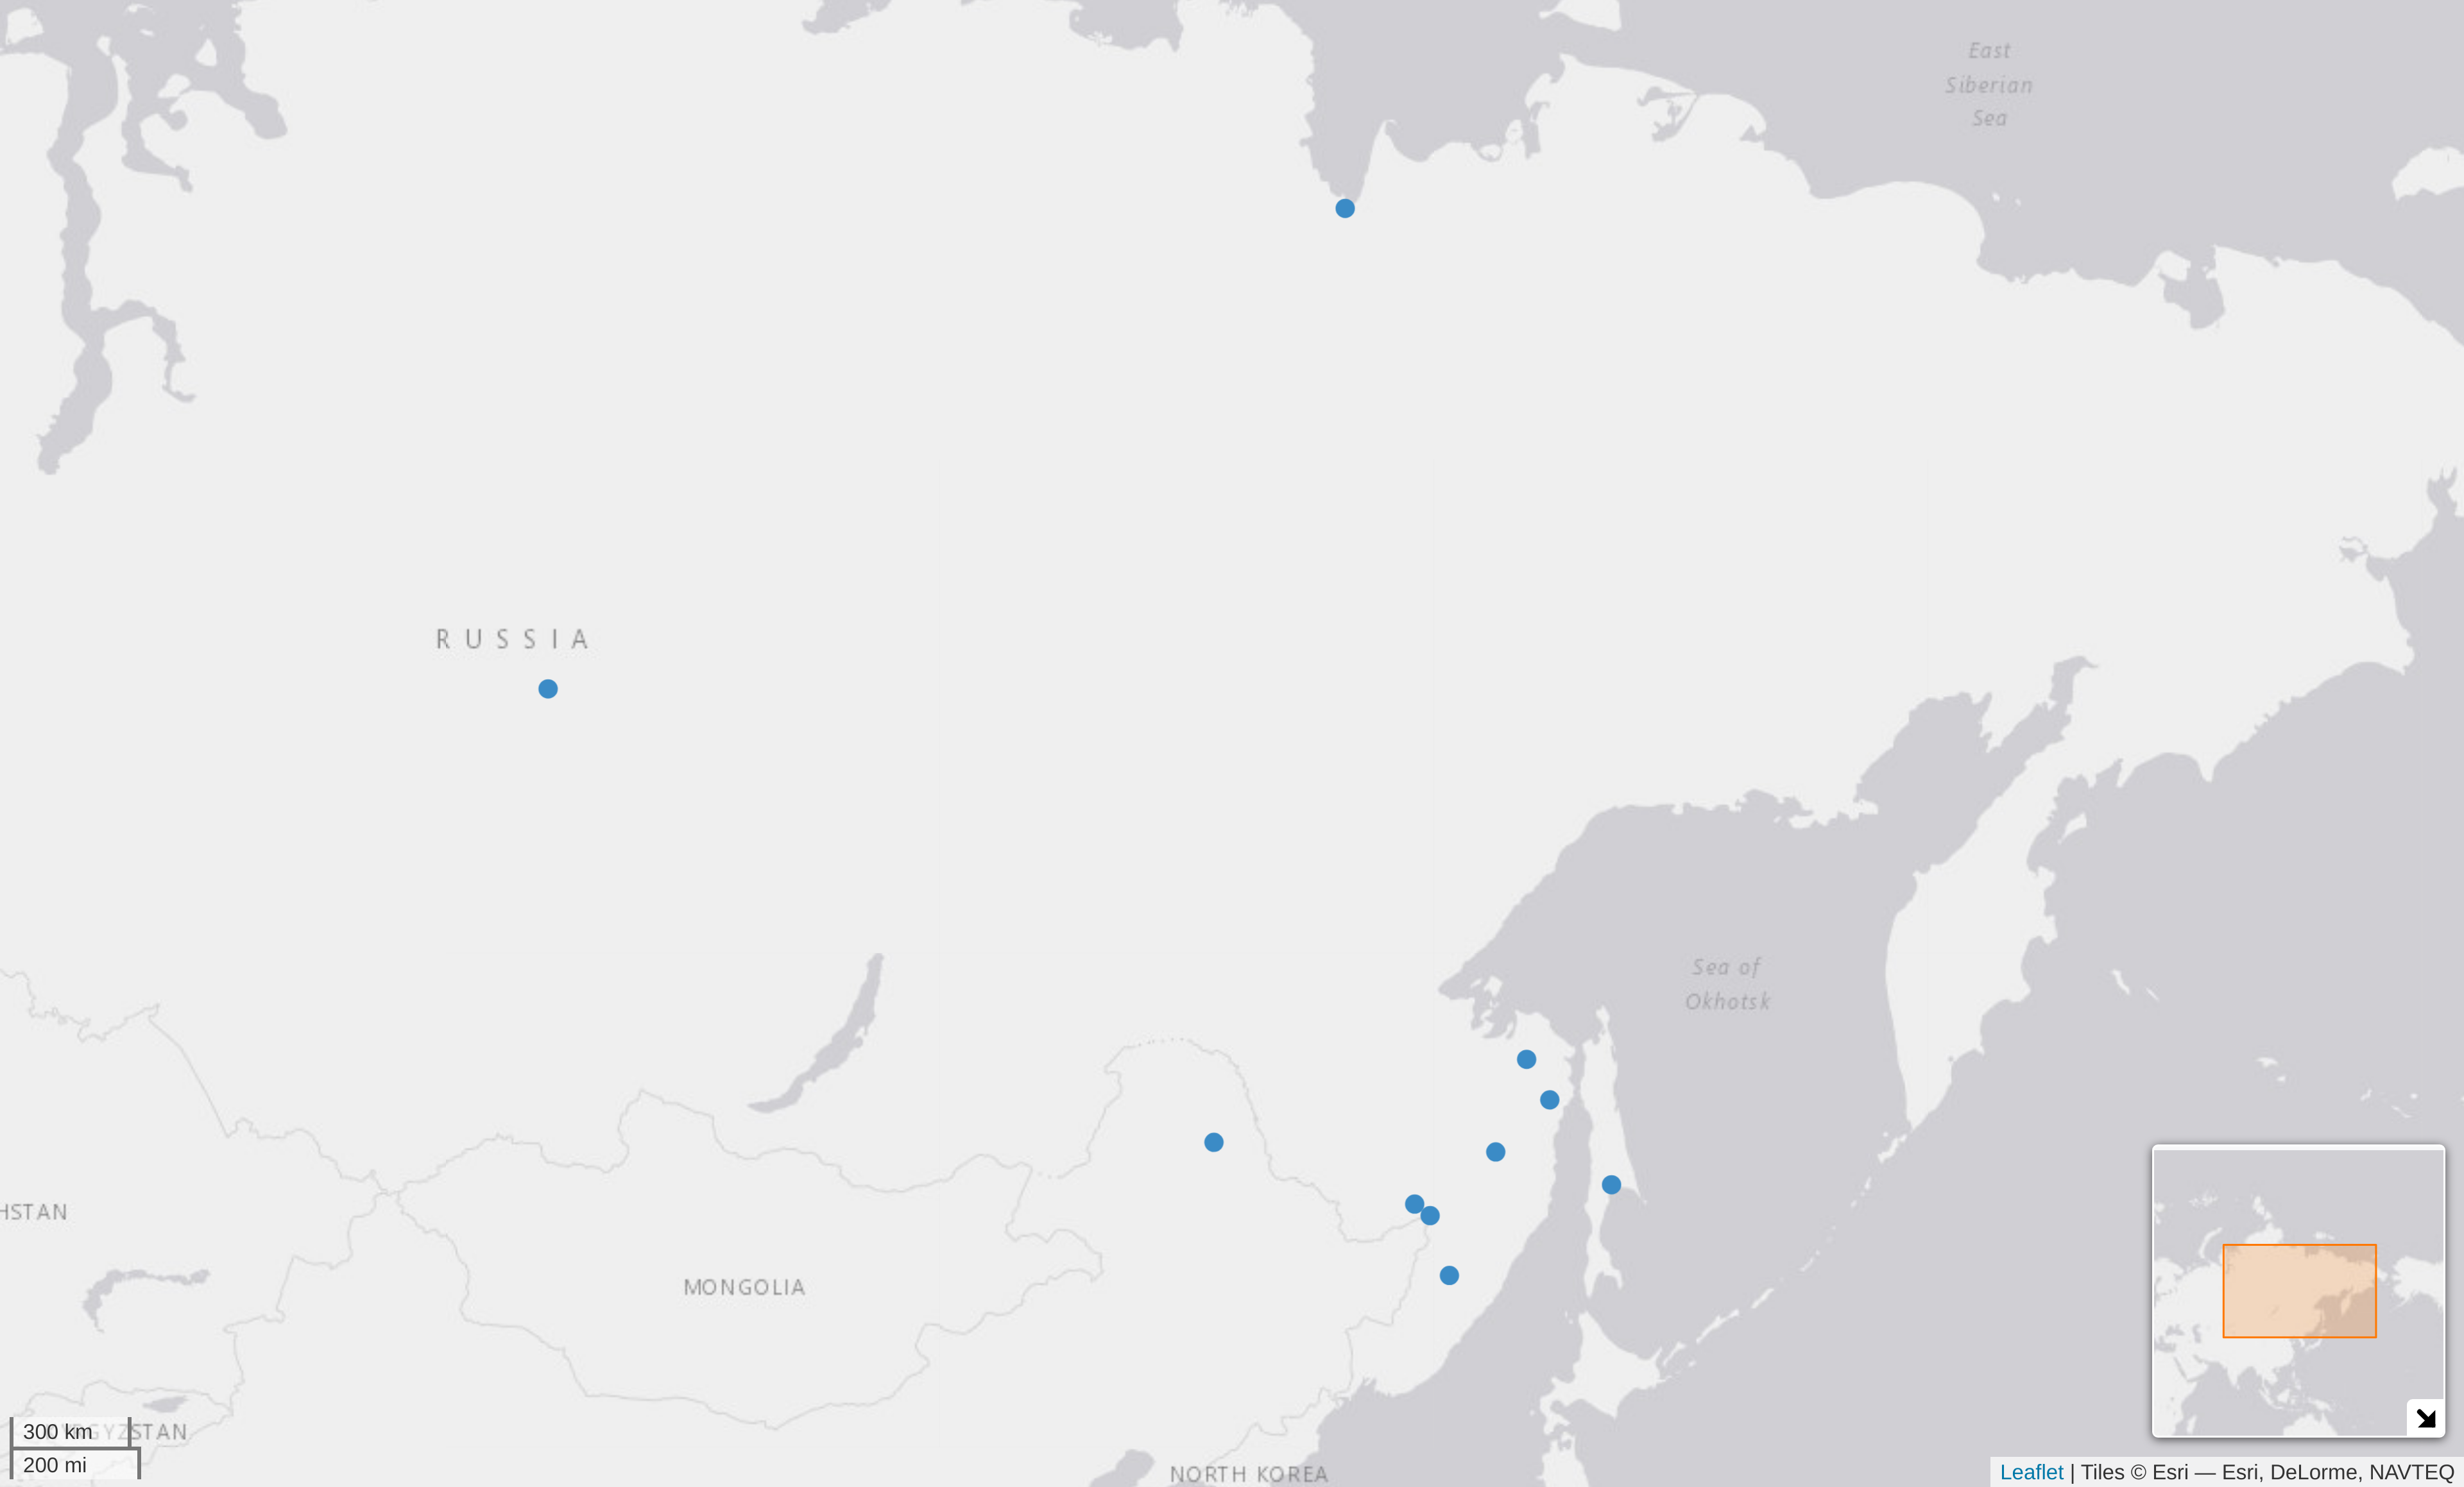 East
Siberian
Sea
RUSSIA
Sea of
Okhotsk
HSTAN
MONGOLIA
GYZSTAN
300 km
200 mi
NORTH KOREA
Leaflet | Tiles © Esri — Esri, DeLorme, NAVTEQ